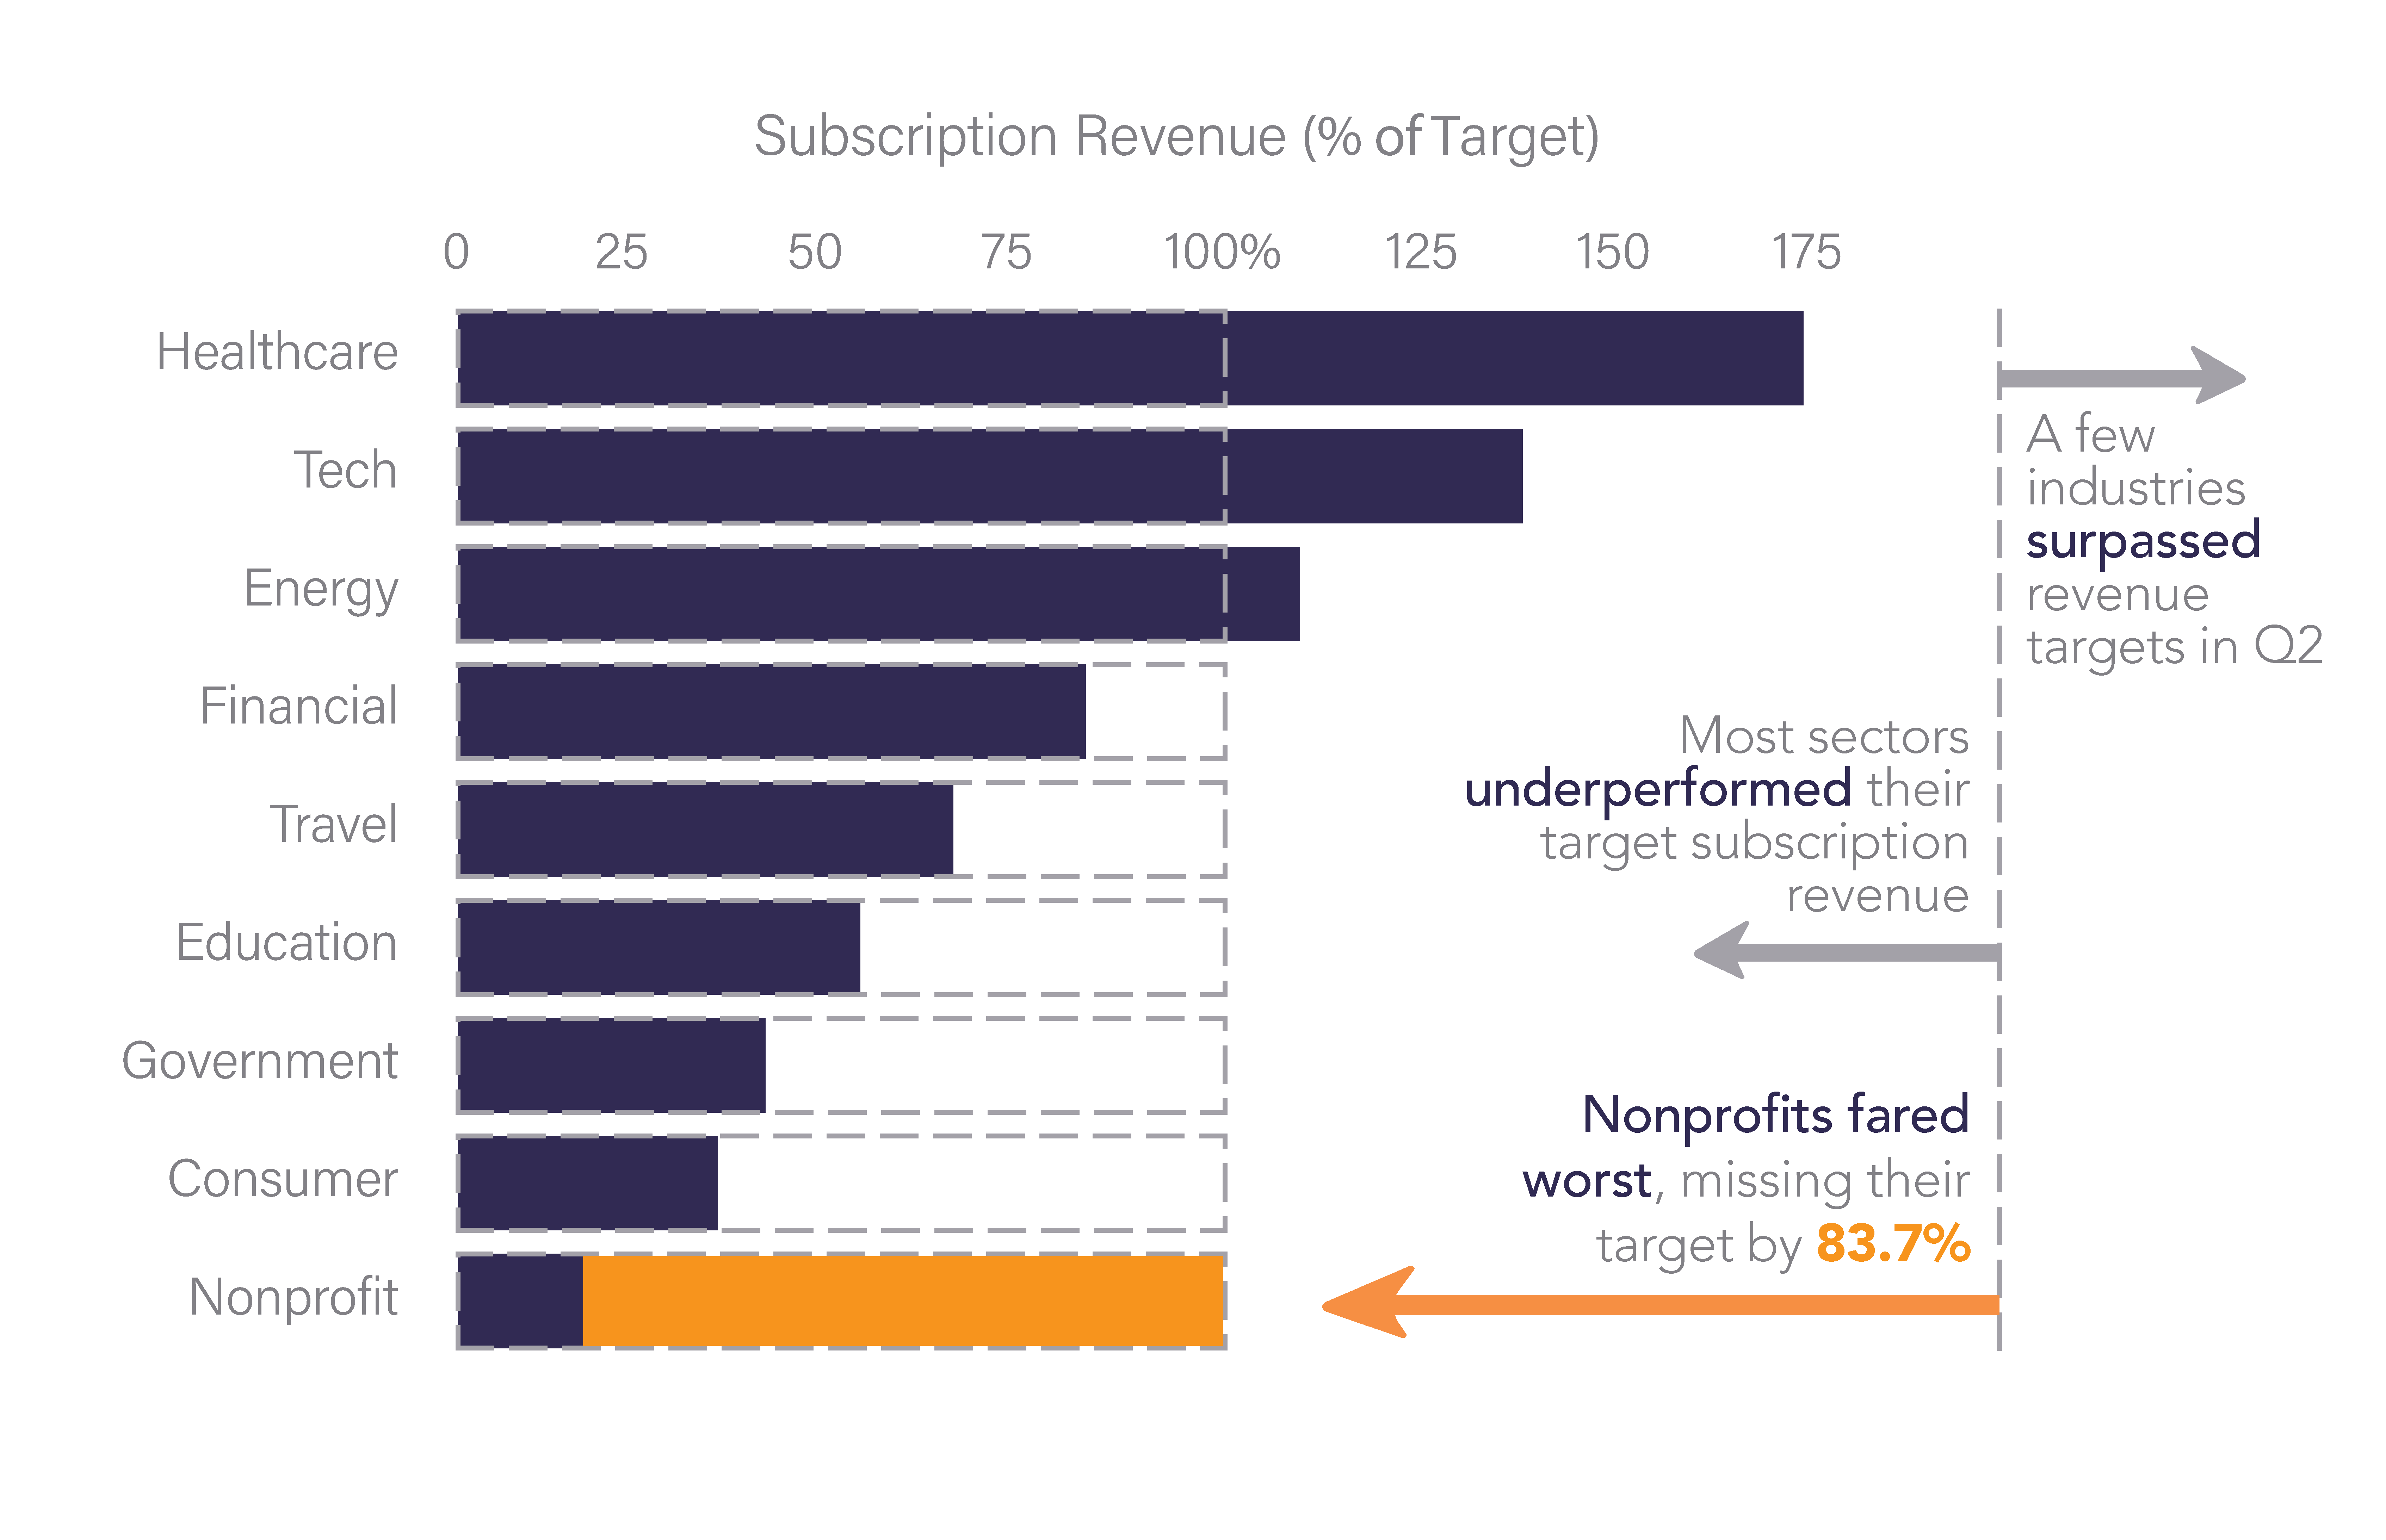 Subscription Revenue (% of Target)
0 25 50 75 100% 125 150 175
Healthcare
Tech
Energy
Financial
Travel
Education
Government
Consumer
Nonprofit
A few
industries
surpassed
revenue
targets in Q2
Most sectors
underperformed their
target subscription
revenue
Nonprofits fared
worst, missing their
target by 83.7%